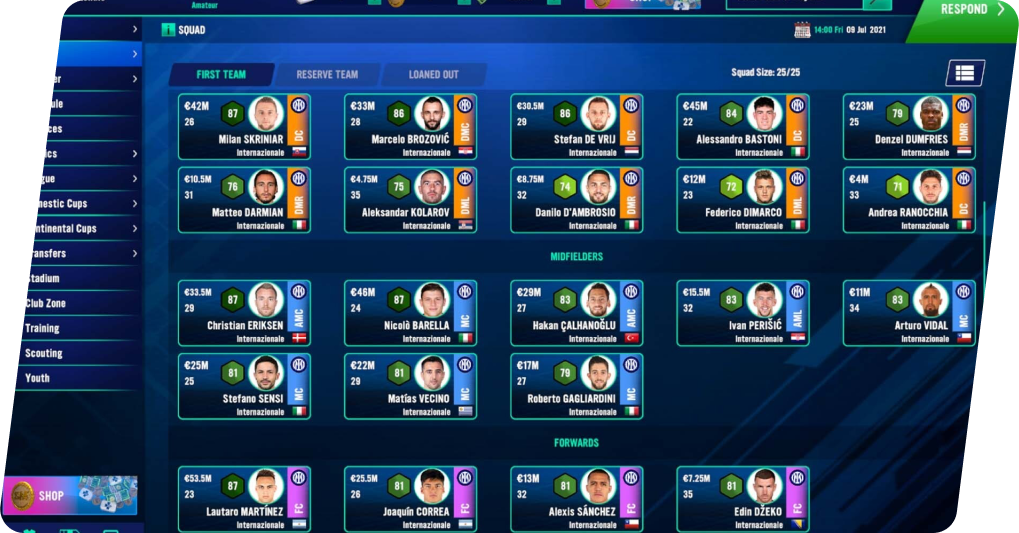 Amateur
SHOP
RESPOND
SQUAD
14:00 Fri 09 Jul 2021
FIRST TEAM
RESERVE TEAM
LOANED OUT
Squad Size: 25/25
€42M
26
87
DC
Milan SKRINIAR
Internazionale
€33M
28
86
DMC
Marcelo BROZOVIĆ
Internazionale
€30.5M
29
86
DC
Stefan DE VRIJ
Internazionale
€45M
22
84
DC
Alessandro BASTONI
Internazionale
€23M
25
79
DMR
Denzel DUMFRIES
Internazionale
€10.5M
31
76
DMR
Matteo DARMIAN
Internazionale
€4.75M
35
75
DML
Aleksandar KOLAROV
Internazionale
€8.75M
32
74
DMR
Danilo D'AMBROSIO
Internazionale
€12M
23
72
DML
Federico DIMARCO
Internazionale
€4M
33
71
DC
Andrea RANOCCHIA
Internazionale
MIDFIELDERS
€33.5M
29
87
AMC
Christian ERIKSEN
Internazionale
€46M
24
87
MC
Nicolò BARELLA
Internazionale
€29M
27
83
AMC
Hakan ÇALHANOĞLU
Internazionale
€15.5M
32
83
AML
Ivan PERIŠIĆ
Internazionale
€11M
34
83
MC
Arturo VIDAL
Internazionale
€25M
25
81
MC
Stefano SENSI
Internazionale
€22M
29
81
MC
Matías VECINO
Internazionale
€17M
27
79
MC
Roberto GAGLIARDINI
Internazionale
FORWARDS
€53.5M
23
87
FC
Lautaro MARTÍNEZ
Internazionale
€25.5M
26
81
FC
Joaquín CORREA
Internazionale
€13M
32
81
FC
Alexis SÁNCHEZ
Internazionale
€7.25M
35
81
FC
Edin DŽEKO
Internazionale
er
ule
ces
ics
gue
mestic Cups
ontinental Cups
ansfers
tadium
Club Zone
Training
Scouting
Youth
SHOP